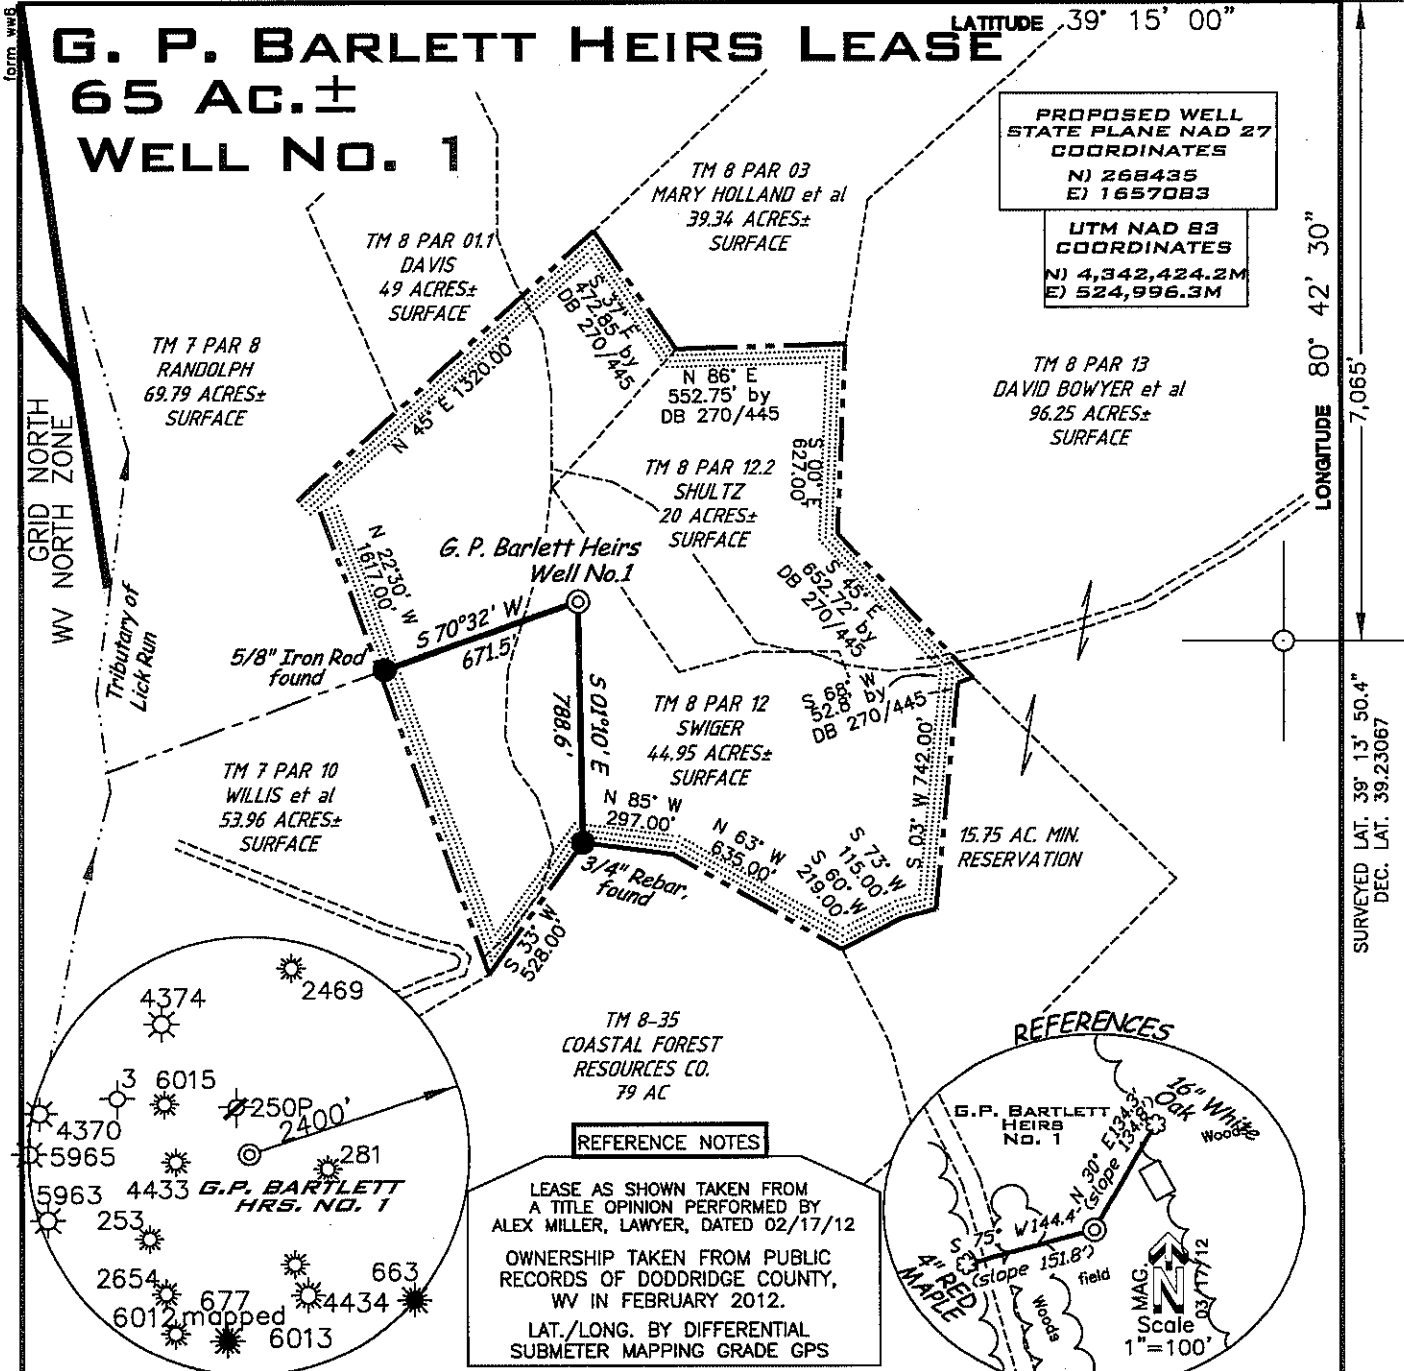 form ww6
G. P. BARLETT HEIRS LEASE
65 AC.±
WELL NO. 1
LATITUDE 39° 15' 00"
PROPOSED WELL
STATE PLANE NAD 27
COORDINATES
N) 268435
E) 1657083
UTM NAD 83
COORDINATES
N) 4,342,424.2M
E) 524,996.3M
LONGITUDE 80° 42' 30"
7,065'
SURVEYED LAT. 39° 13' 50.4"
DEC. LAT. 39.23067
GRID NORTH
WV NORTH ZONE
Tributary of
Lick Run
TM 8 PAR 03
MARY HOLLAND et al
39.34 ACRES±
SURFACE
TM 8 PAR 01.1
DAVIS
49 ACRES±
SURFACE
TM 7 PAR 8
RANDOLPH
69.79 ACRES±
SURFACE
TM 8 PAR 13
DAVID BOWYER et al
96.25 ACRES±
SURFACE
N 45° E 1320.00'
S 37° E
472.85' by
DB 270/445
N 86° E
552.75' by
DB 270/445
S 00° E
627.00'
TM 8 PAR 12.2
SHULTZ
20 ACRES±
SURFACE
N 22°30' W
1617.00'
G. P. Barlett Heirs
Well No.1
S 45° E
652.72' by
DB 270/445
S 70°32' W
671.5'
5/8" Iron Rod
found
S 01°10' E
788.6'
S 68° W
52.8' by
DB 270/445
TM 8 PAR 12
SWIGER
44.95 ACRES±
SURFACE
TM 7 PAR 10
WILLIS et al
53.96 ACRES±
SURFACE
S 03° W 742.00'
15.75 AC. MIN.
RESERVATION
N 85° W
297.00'
N 63° W
635.00'
S 73° W
115.00'
S 60° W
219.00'
3/4" Rebar,
found
S 33° W
528.00'
TM 8-35
COASTAL FOREST
RESOURCES CO.
79 AC
2469
4374
3
6015
250P
2400'
4370
5965
281
5963
4433
G.P. BARTLETT
HRS. NO. 1
253
2654
663
4434
677
mapped
6012
6013
REFERENCE NOTES
LEASE AS SHOWN TAKEN FROM
A TITLE OPINION PERFORMED BY
ALEX MILLER, LAWYER, DATED 02/17/12
OWNERSHIP TAKEN FROM PUBLIC
RECORDS OF DODDRIDGE COUNTY,
WV IN FEBRUARY 2012.
LAT./LONG. BY DIFFERENTIAL
SUBMETER MAPPING GRADE GPS
REFERENCES
G.P. BARTLETT
HEIRS
NO. 1
16" White
Oak
Woods
N 30° E 134.3'
(slope 134.8')
S 75° W 144.4'
(slope 151.8')
4" RED
MAPLE
field
Woods
MAG.
N
03/17/12
Scale
1"=100'